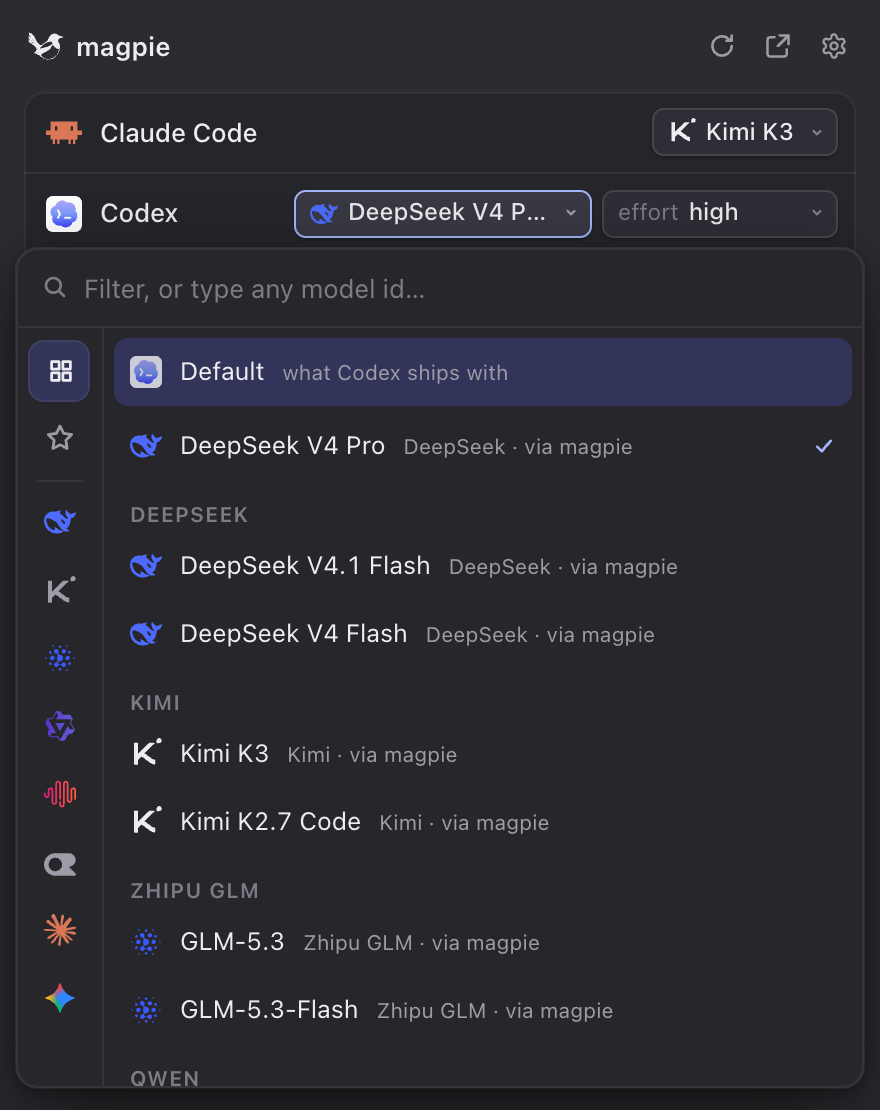 magpie
Claude Code
Kimi K3
Codex
DeepSeek V4 P...
effort high
Filter, or type any model id...
Default what Codex ships with
DeepSeek V4 Pro DeepSeek · via magpie
DEEPSEEK
DeepSeek V4.1 Flash DeepSeek · via magpie
DeepSeek V4 Flash DeepSeek · via magpie
KIMI
Kimi K3 Kimi · via magpie
Kimi K2.7 Code Kimi · via magpie
ZHIPU GLM
GLM-5.3 Zhipu GLM · via magpie
GLM-5.3-Flash Zhipu GLM · via magpie
QWEN